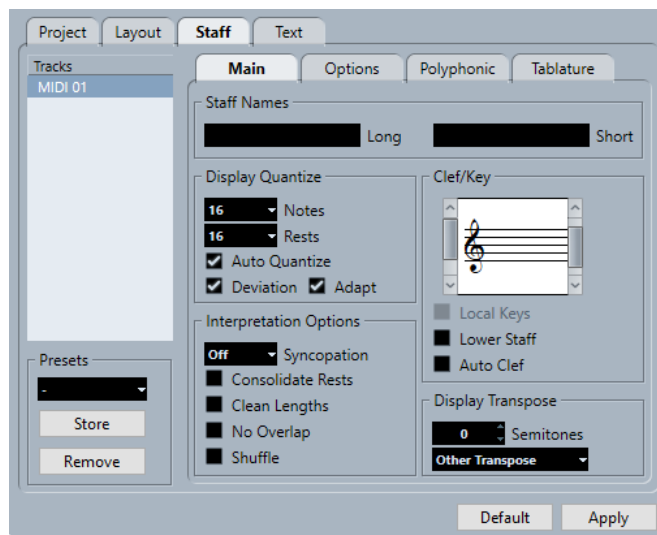 Project Layout Staff Text
Tracks
MIDI 01
Main Options Polyphonic Tablature
Staff Names
Long Short
Display Quantize
16 Notes
16 Rests
Auto Quantize
Deviation Adapt
Clef/Key
Local Keys
Lower Staff
Auto Clef
Interpretation Options
Off Syncopation
Consolidate Rests
Clean Lengths
No Overlap
Shuffle
Display Transpose
0 Semitones
Other Transpose
Presets
-
Store
Remove
Default Apply